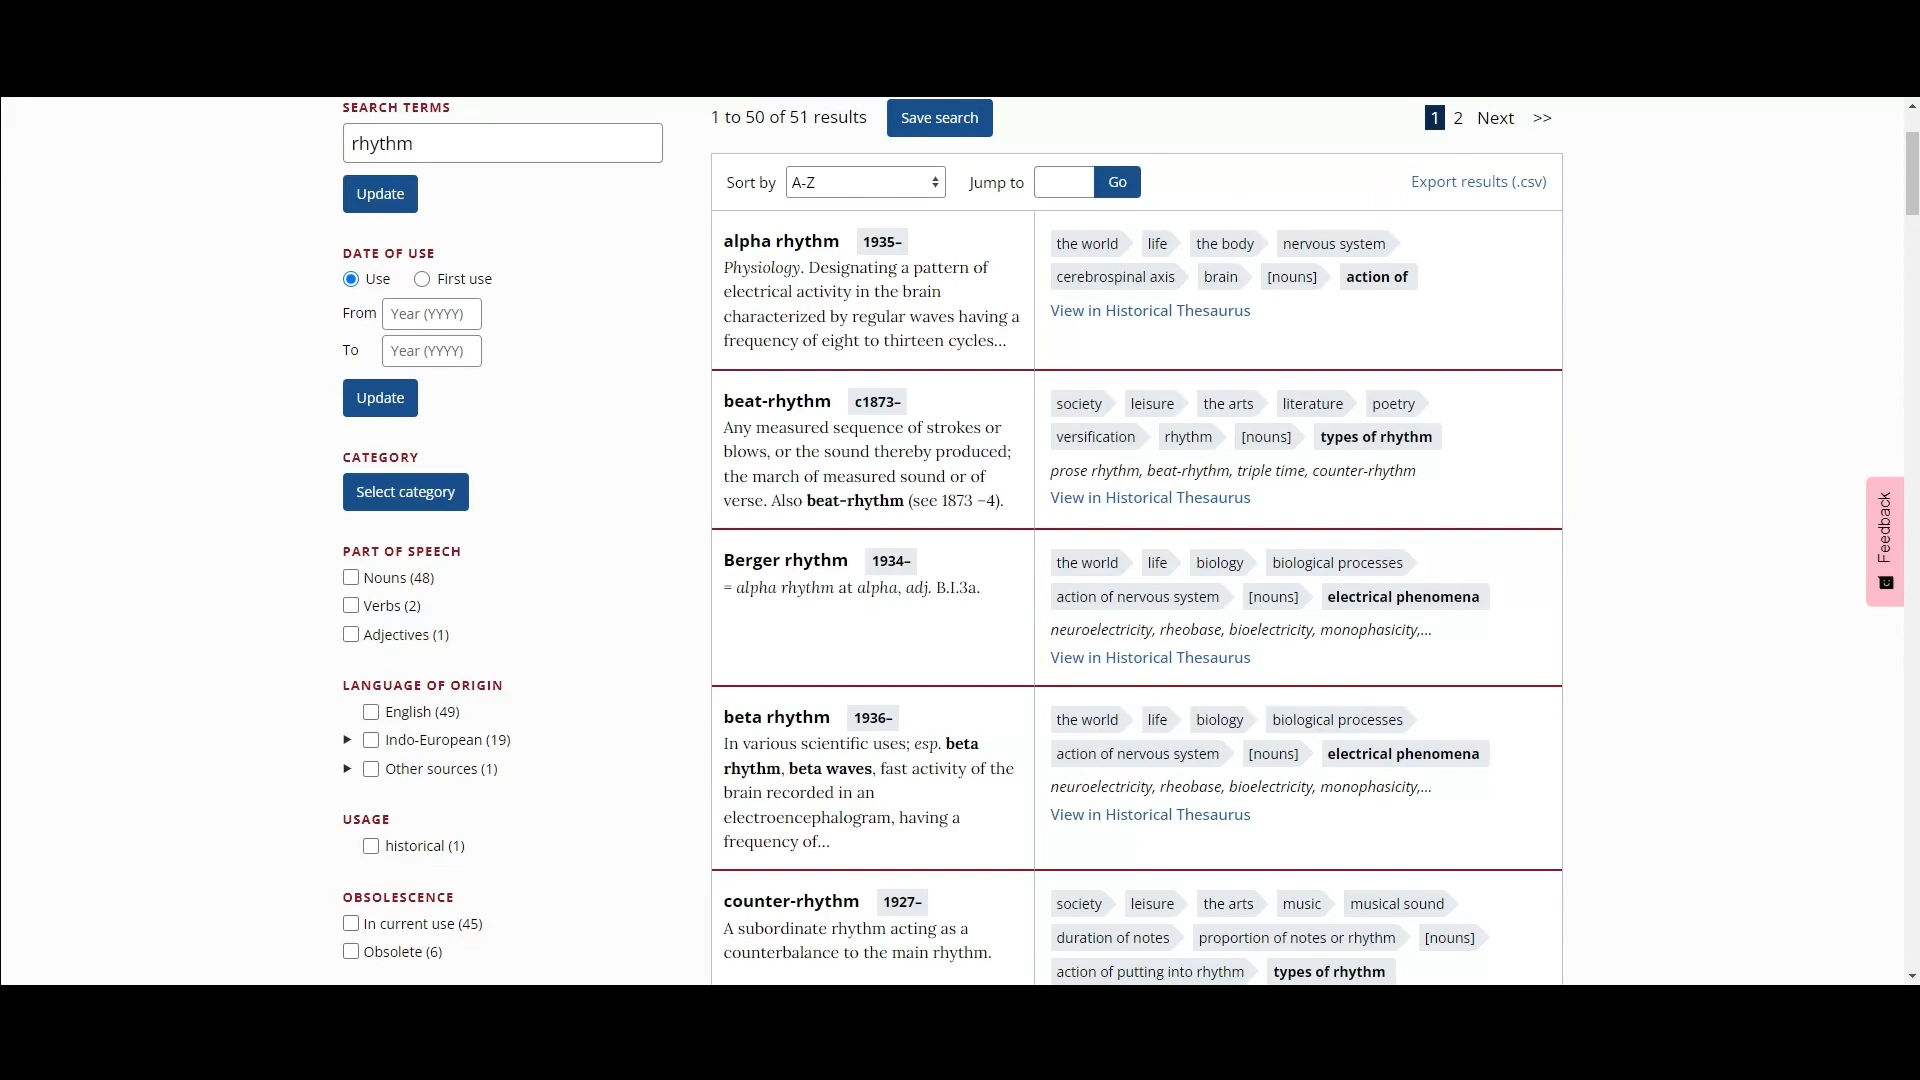 SEARCH TERMS
rhythm
Update
DATE OF USE
Use First use
From Year (YYYY)
To Year (YYYY)
Update
CATEGORY
Select category
PART OF SPEECH
Nouns (48)
Verbs (2)
Adjectives (1)
LANGUAGE OF ORIGIN
English (49)
Indo-European (19)
Other sources (1)
USAGE
historical (1)
OBSOLESCENCE
In current use (45)
Obsolete (6)
1 to 50 of 51 results Save search 1 2 Next >>
Sort by A-Z Jump to Go Export results (.csv)
alpha rhythm 1935–
Physiology. Designating a pattern of
electrical activity in the brain
characterized by regular waves having a
frequency of eight to thirteen cycles...
the world life the body nervous system
cerebrospinal axis brain [nouns] action of
View in Historical Thesaurus
beat-rhythm c1873–
Any measured sequence of strokes or
blows, or the sound thereby produced;
the march of measured sound or of
verse. Also beat-rhythm (see 1873 –4).
society leisure the arts literature poetry
versification rhythm [nouns] types of rhythm
prose rhythm, beat-rhythm, triple time, counter-rhythm
View in Historical Thesaurus
Berger rhythm 1934–
= alpha rhythm at alpha, adj. B.I.3a.
the world life biology biological processes
action of nervous system [nouns] electrical phenomena
neuroelectricity, rheobase, bioelectricity, monophasicity,...
View in Historical Thesaurus
beta rhythm 1936–
In various scientific uses; esp. beta
rhythm, beta waves, fast activity of the
brain recorded in an
electroencephalogram, having a
frequency of...
the world life biology biological processes
action of nervous system [nouns] electrical phenomena
neuroelectricity, rheobase, bioelectricity, monophasicity,...
View in Historical Thesaurus
counter-rhythm 1927–
A subordinate rhythm acting as a
counterbalance to the main rhythm.
society leisure the arts music musical sound
duration of notes proportion of notes or rhythm [nouns]
action of putting into rhythm types of rhythm
Feedback